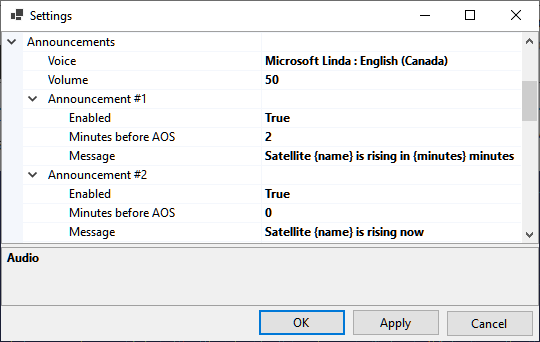 Settings
Announcements
Voice Microsoft Linda : English (Canada)
Volume 50
Announcement #1
Enabled True
Minutes before AOS 2
Message Satellite {name} is rising in {minutes} minutes
Announcement #2
Enabled True
Minutes before AOS 0
Message Satellite {name} is rising now
Audio
OK Apply Cancel